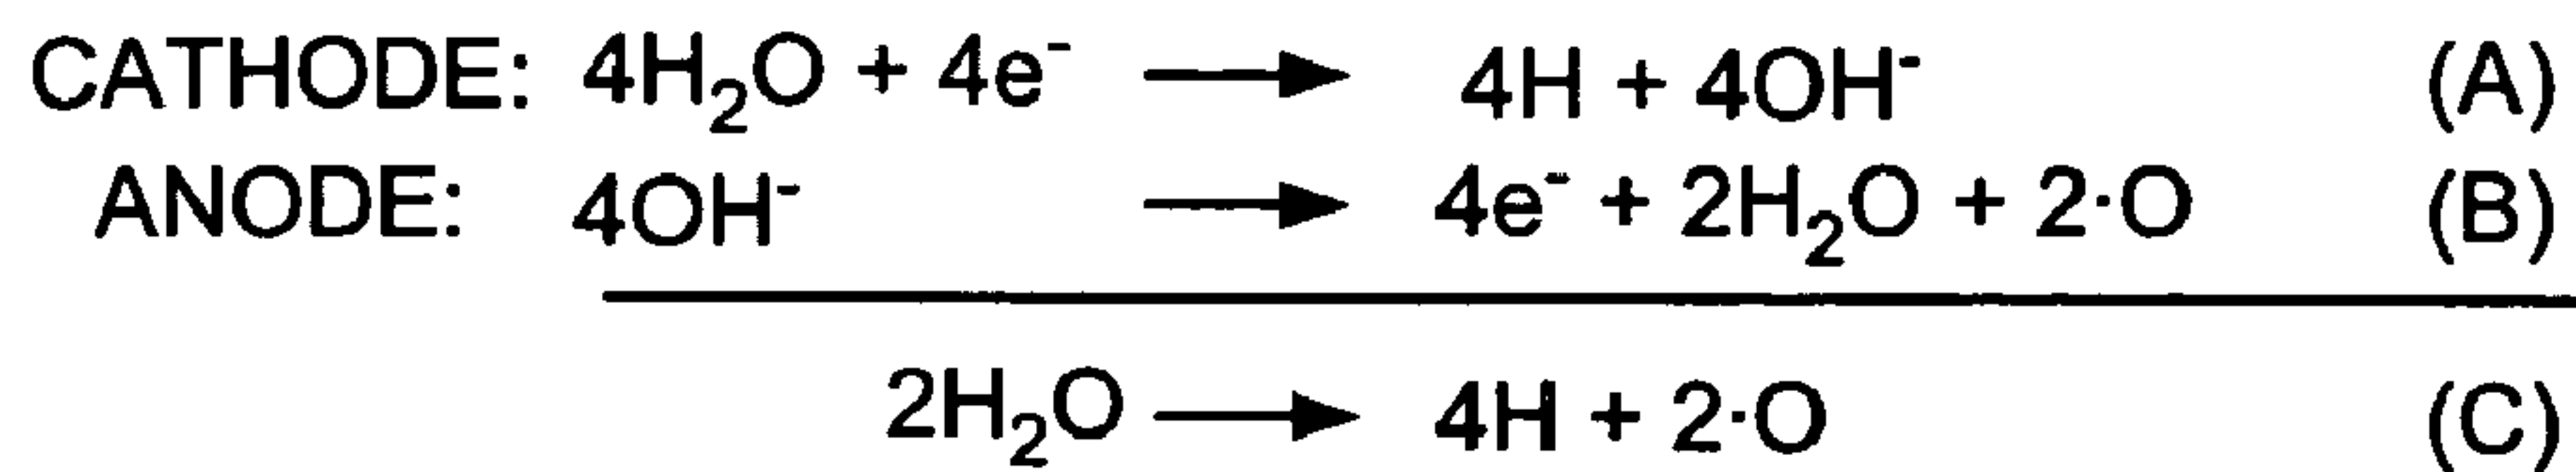 CATHODE: 4H₂O + 4e⁻ ⟶ 4H + 4OH⁻ (A)
ANODE: 4OH⁻ ⟶ 4e⁻ + 2H₂O + 2·O (B)
2H₂O ⟶ 4H + 2·O (C)